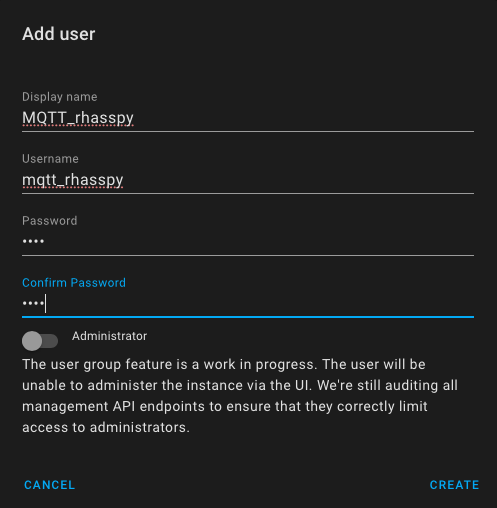 Add user
Display name
MQTT_rhasspy
Username
mqtt_rhasspy
Password
••••
Confirm Password
••••
Administrator
The user group feature is a work in progress. The user will be
unable to administer the instance via the UI. We're still auditing all
management API endpoints to ensure that they correctly limit
access to administrators.
CANCEL
CREATE